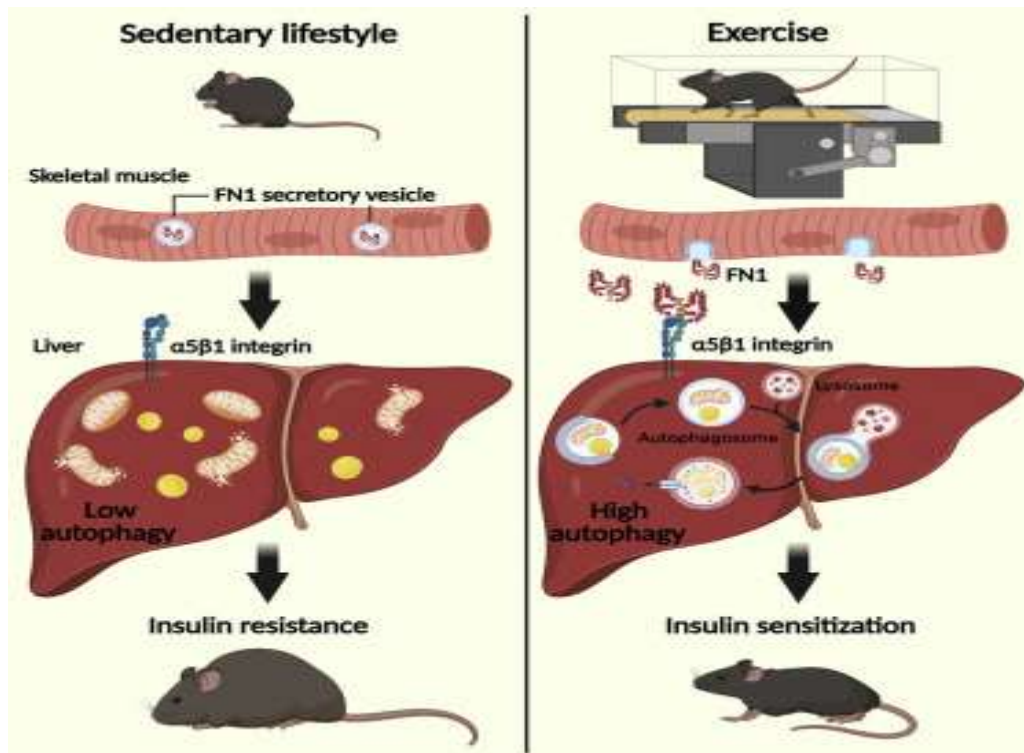 Sedentary lifestyle
Skeletal muscle
FN1 secretory vesicle
Liver
α5β1 integrin
Low
autophagy
Insulin resistance
Exercise
FN1
α5β1 integrin
Lysosome
Autophagosome
High
autophagy
Insulin sensitization